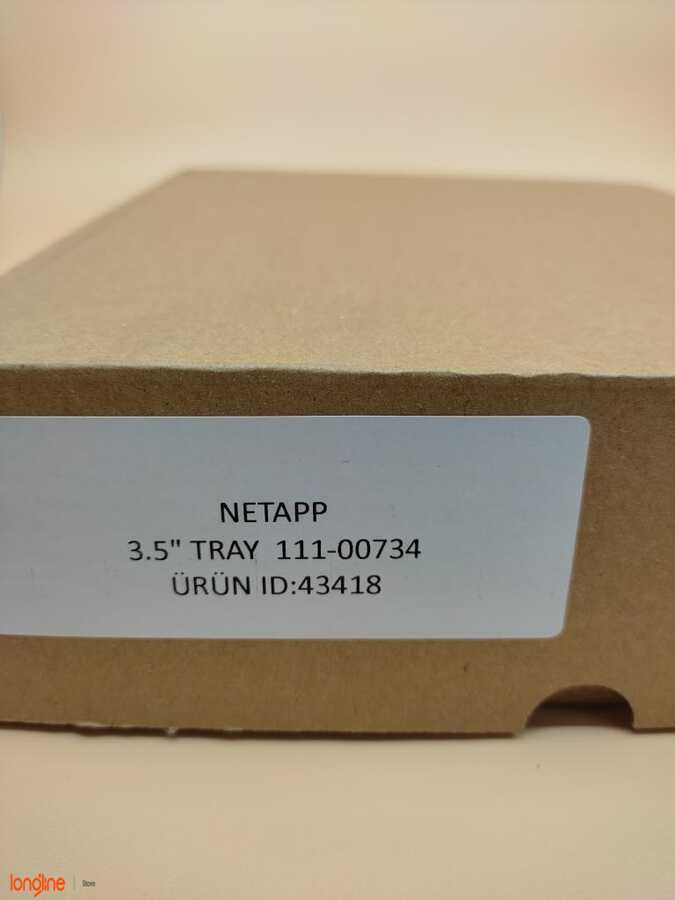 NETAPP
3.5" TRAY 111-00734
ÜRÜN ID:43418
longline | Store